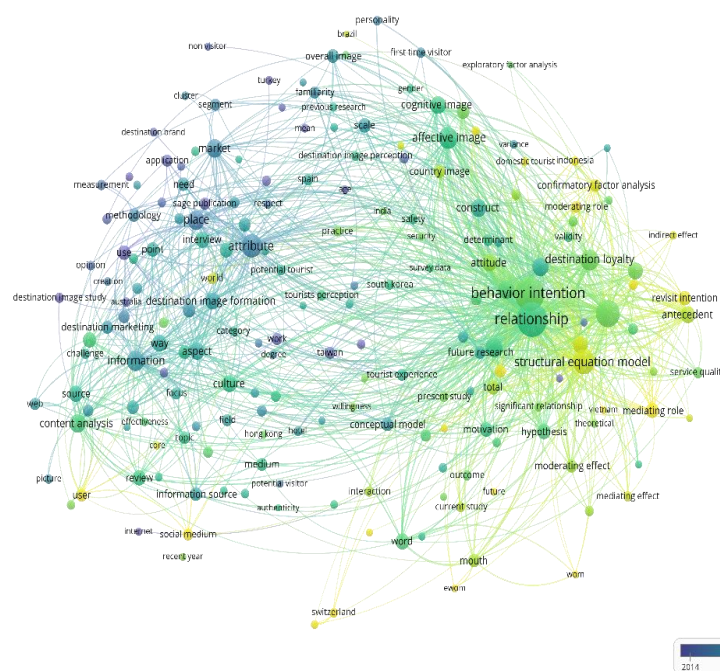 personality
brazil
non visitor
overall image
first time visitor
exploratory factor analysis
turkey
familiarity
gender
cluster
segment
previous research
cognitive image
mean
scale
destination brand
affective image
variance
market
application
destination image perception
domestic tourist
indonesia
country image
measurement
need
spain
age
confirmatory factor analysis
sage publication
respect
moderating role
methodology
place
india
safety
construct
use
point
interview
attribute
practice
security
determinant
validity
indirect effect
opinion
world
potential tourist
survey data
attitude
destination loyalty
creation
south korea
destination image study
australia
destination image formation
tourists perception
behavior intention
revisit intention
destination marketing
category
relationship
antecedent
way
work
challenge
information
aspect
degree
taiwan
future research
structural equation model
tourist experience
service qualit
source
focus
culture
total
web
present study
content analysis
effectiveness
willingness
significant relationship
vietnam
mediating role
topic
field
hong kong
hotel
conceptual model
motivation
hypothesis
theoretical
core
picture
review
medium
potential visitor
outcome
moderating effect
user
information source
interaction
future
mediating effect
authenticity
current study
internet
social medium
word
recent year
mouth
ewom
wom
switzerland
2014